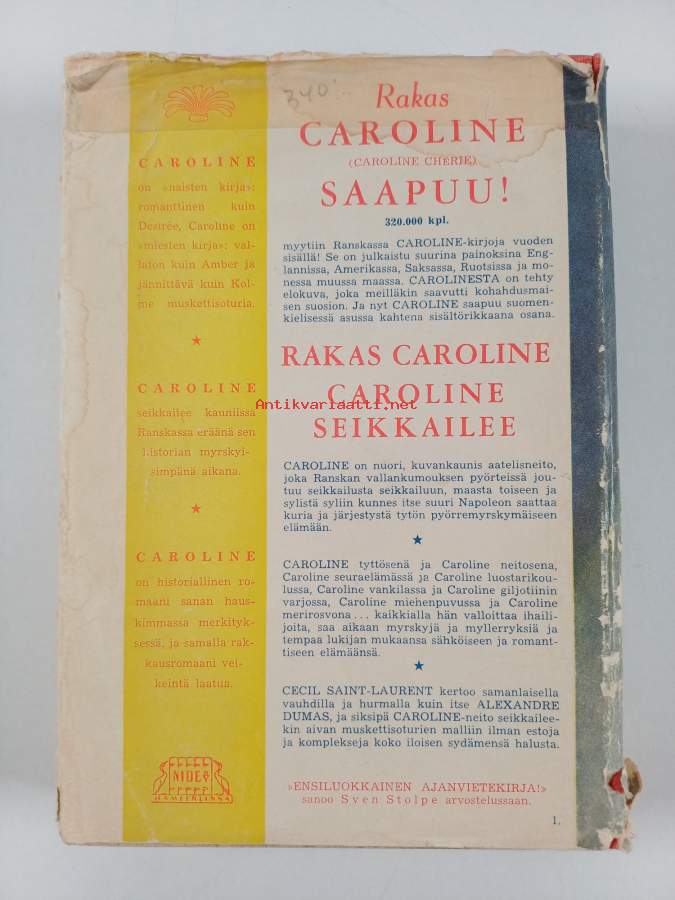 340:-
CAROLINE
on »naisten kirja»:
romanttinen kuin
Desirée, Caroline on
»miesten kirja»: val-
laton kuin Amber ja
jännittävä kuin Kol-
me muskettisoturia.
★
CAROLINE
seikkailee kauniissa
Ranskassa eräänä sen
historian myrskyi-
simpänä aikana.
★
CAROLINE
on historiallinen ro-
maani sanan haus-
kimmassa merkityk-
sessä, ja samalla rak-
kausromaani vei-
keintä laatua.
NIDE OY
HÄMEENLINNA
Rakas
CAROLINE
(CAROLINE CHÉRIE)
SAAPUU!
320.000 kpl.
myytiin Ranskassa CAROLINE-kirjoja vuoden
sisällä! Se on julkaistu suurina painoksina Eng-
lannissa, Amerikassa, Saksassa, Ruotsissa ja mo-
nessa muussa maassa. CAROLINESTA on tehty
elokuva, joka meilläkin saavutti kohahdusmai-
sen suosion. Ja nyt CAROLINE saapuu suomen-
kielisessä asussa kahtena sisältörikkaana osana.
RAKAS CAROLINE
CAROLINE
Antikvariaatti.net
SEIKKAILEE
CAROLINE on nuori, kuvankaunis aatelisneito,
joka Ranskan vallankumouksen pyörteissä jou-
tuu seikkailusta seikkailuun, maasta toiseen ja
sylistä syliin kunnes itse suuri Napoleon saattaa
kuria ja järjestystä tytön pyörremyrskymäiseen
elämään.
★
CAROLINE tyttösenä ja Caroline neitosena,
Caroline seuraelämässä ja Caroline luostarikou-
lussa, Caroline vankilassa ja Caroline giljotiinin
varjossa, Caroline miehenpuvussa ja Caroline
merirosvona... kaikkialla hän valloittaa ihaili-
joita, saa aikaan myrskyjä ja myllerryksiä ja
tempaa lukijan mukaansa sähköiseen ja romant-
tiseen elämäänsä.
★
CECIL SAINT-LAURENT kertoo samanlaisella
vauhdilla ja hurmalla kuin itse ALEXANDRE
DUMAS, ja siksipä CAROLINE-neito seikkailee-
kin aivan muskettisoturien malliin ilman estoja
ja komplekseja koko iloisen sydämensä halusta.
»ENSILUOKKAINEN AJANVIETEKIRJA!»
sanoo Sven Stolpe arvostelussaan.
1.